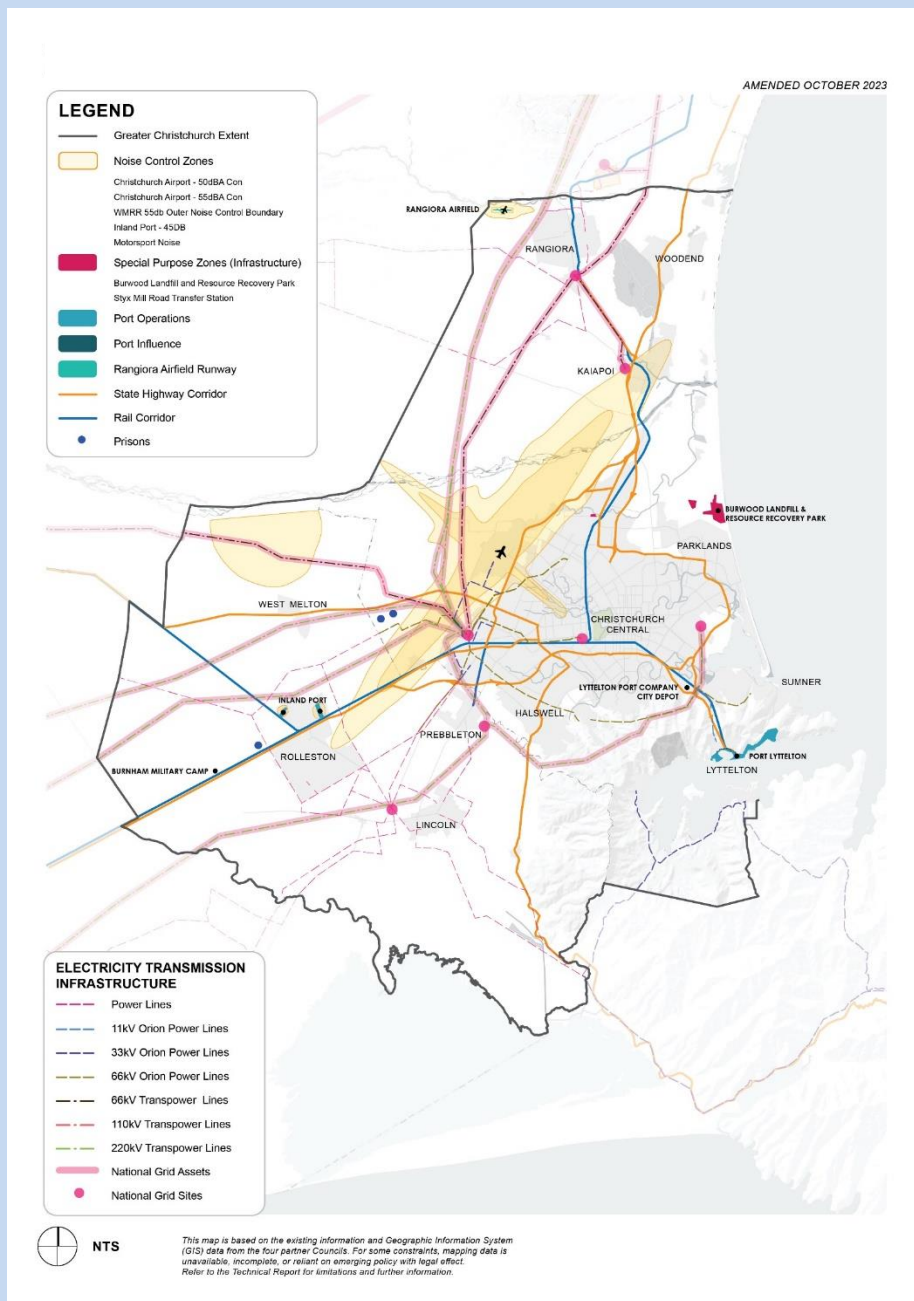 AMENDED OCTOBER 2023
LEGEND
Greater Christchurch Extent
Noise Control Zones
Christchurch Airport - 50dBA Con
Christchurch Airport - 55dBA Con
WMRR 55db Outer Noise Control Boundary
Inland Port - 45DB
Motorsport Noise
Special Purpose Zones (Infrastructure)
Burwood Landfill and Resource Recovery Park
Styx Mill Road Transfer Station
Port Operations
Port Influence
Rangiora Airfield Runway
State Highway Corridor
Rail Corridor
Prisons
RANGIORA AIRFIELD
RANGIORA
WOODEND
KAIAPOI
BURWOOD LANDFILL &
RESOURCE RECOVERY PARK
PARKLANDS
WEST MELTON
CHRISTCHURCH
CENTRAL
SUMNER
LYTTELTON PORT COMPANY
CITY DEPOT
INLAND PORT
HALSWELL
PREBBLETON
ROLLESTON
PORT LYTTELTON
LYTTELTON
BURNHAM MILITARY CAMP
LINCOLN
ELECTRICITY TRANSMISSION
INFRASTRUCTURE
Power Lines
11kV Orion Power Lines
33kV Orion Power Lines
66kV Orion Power Lines
66kV Transpower Lines
110kV Transpower Lines
220kV Transpower Lines
National Grid Assets
National Grid Sites
NTS
This map is based on the existing information and Geographic Information System
(GIS) data from the four partner Councils. For some constraints, mapping data is
unavailable, incomplete, or reliant on emerging policy with legal effect.
Refer to the Technical Report for limitations and further information.